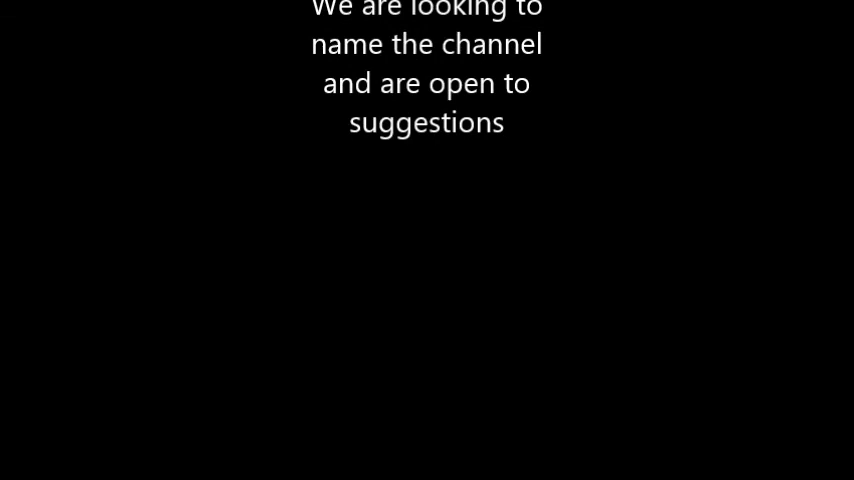 We are looking to
name the channel
and are open to
suggestions